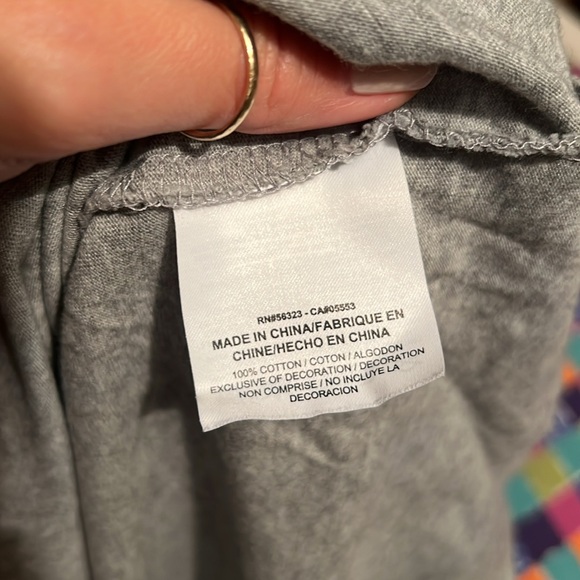 RN#56323 - CA#05553
MADE IN CHINA/FABRIQUE EN
CHINE/HECHO EN CHINA
100% COTTON / COTON / ALGODON
EXCLUSIVE OF DECORATION / DECORATION
NON COMPRISE / NO INCLUYE LA
DECORACION